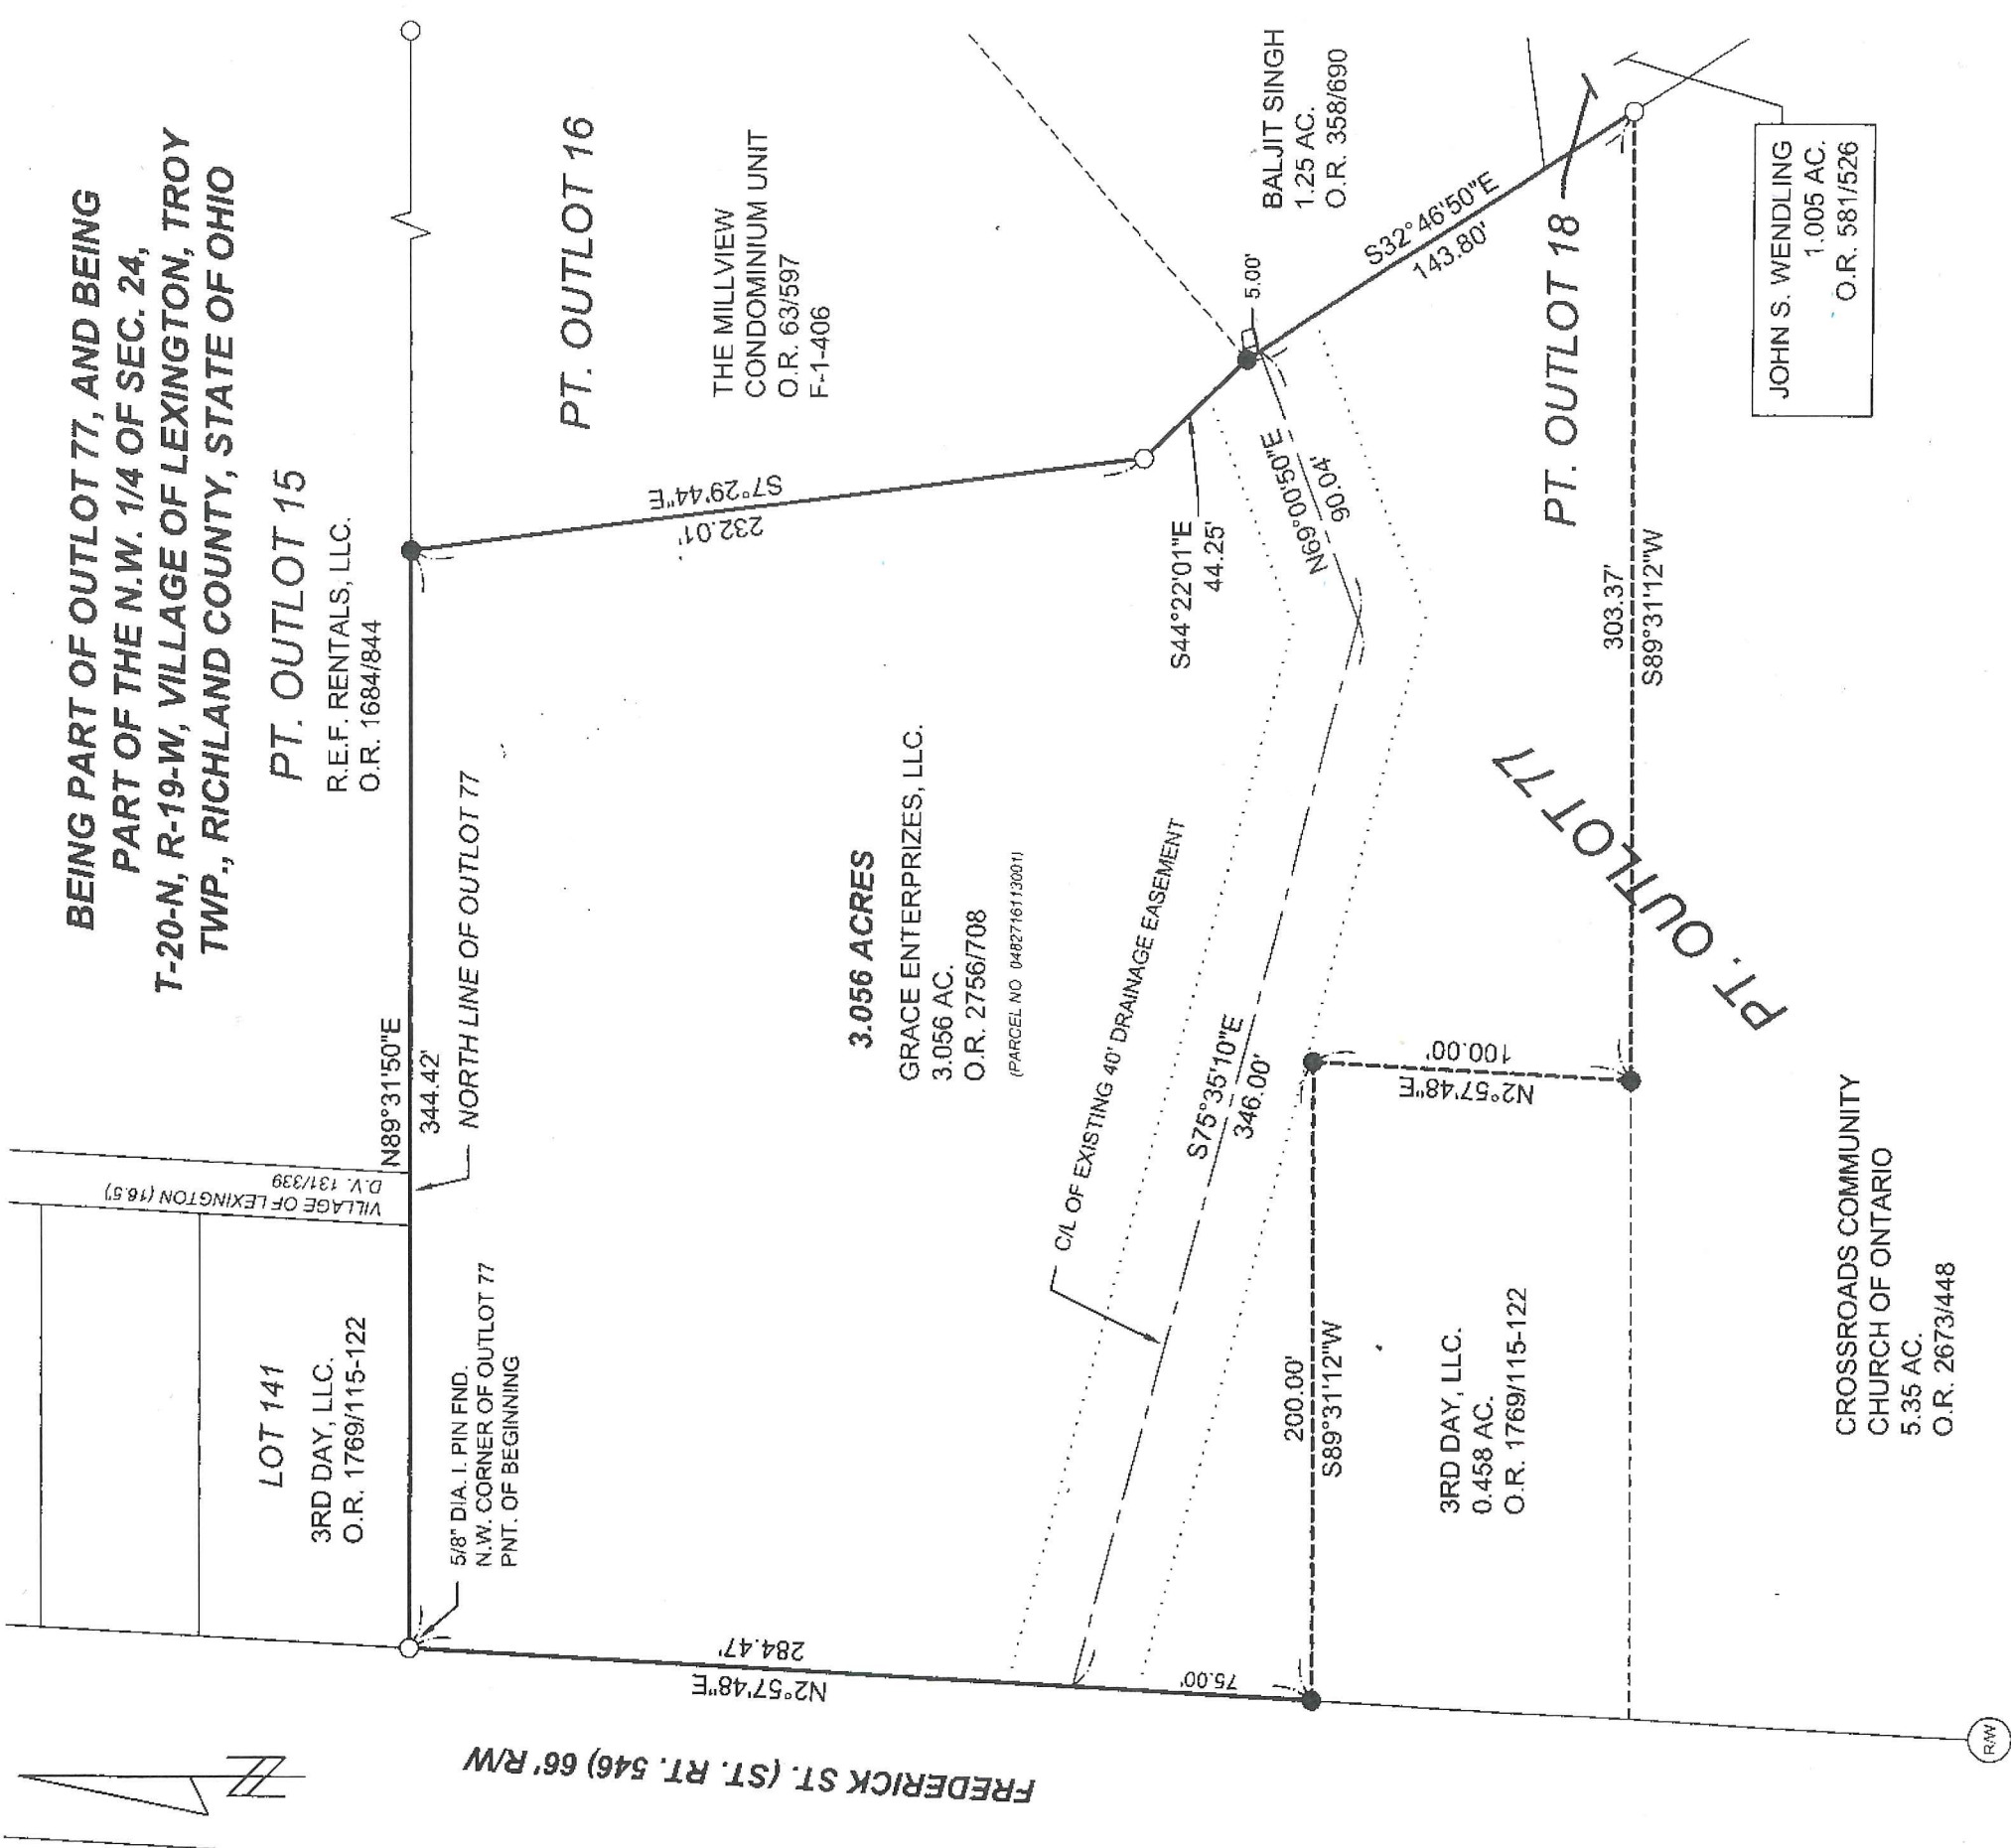 BEING PART OF OUTLOT 77, AND BEING
PART OF THE N.W. 1/4 OF SEC. 24,
T-20-N, R-19-W, VILLAGE OF LEXINGTON, TROY
TWP., RICHLAND COUNTY, STATE OF OHIO
PT. OUTLOT 15
R.E.F. RENTALS, LLC.
O.R. 1684/844
PT. OUTLOT 16
THE MILLVIEW
CONDOMINIUM UNIT
O.R. 63/597
F-1-406
VILLAGE OF LEXINGTON (16.5')
D.V. 131/339
LOT 141
3RD DAY, LLC.
O.R. 1769/115-122
N89°31'50"E
344.42'
NORTH LINE OF OUTLOT 77
5/8" DIA. I. PIN FND.
N.W. CORNER OF OUTLOT 77
PNT. OF BEGINNING
S7°29'44"E
232.01'
3.056 ACRES
GRACE ENTERPRIZES, LLC.
3.056 AC.
O.R. 2756/708
(PARCEL NO 0482716113001)
S44°22'01"E
44.25'
5.00'
BALJIT SINGH
1.25 AC.
O.R. 358/690
S32°46'50"E
143.80'
N69°00'50"E
90.04'
C/L OF EXISTING 40' DRAINAGE EASEMENT
S75°35'10"E
346.00'
284.47'
N2°57'48"E
75.00'
FREDERICK ST. (ST. RT. 546) 66' R/W
200.00'
S89°31'12"W
100.00'
N2°57'48"E
303.37'
S89°31'12"W
PT. OUTLOT 18
PT. OUTLOT 77
JOHN S. WENDLING
1.005 AC.
O.R. 581/526
3RD DAY, LLC.
0.458 AC.
O.R. 1769/115-122
CROSSROADS COMMUNITY
CHURCH OF ONTARIO
5.35 AC.
O.R. 2673/448
R/W
N